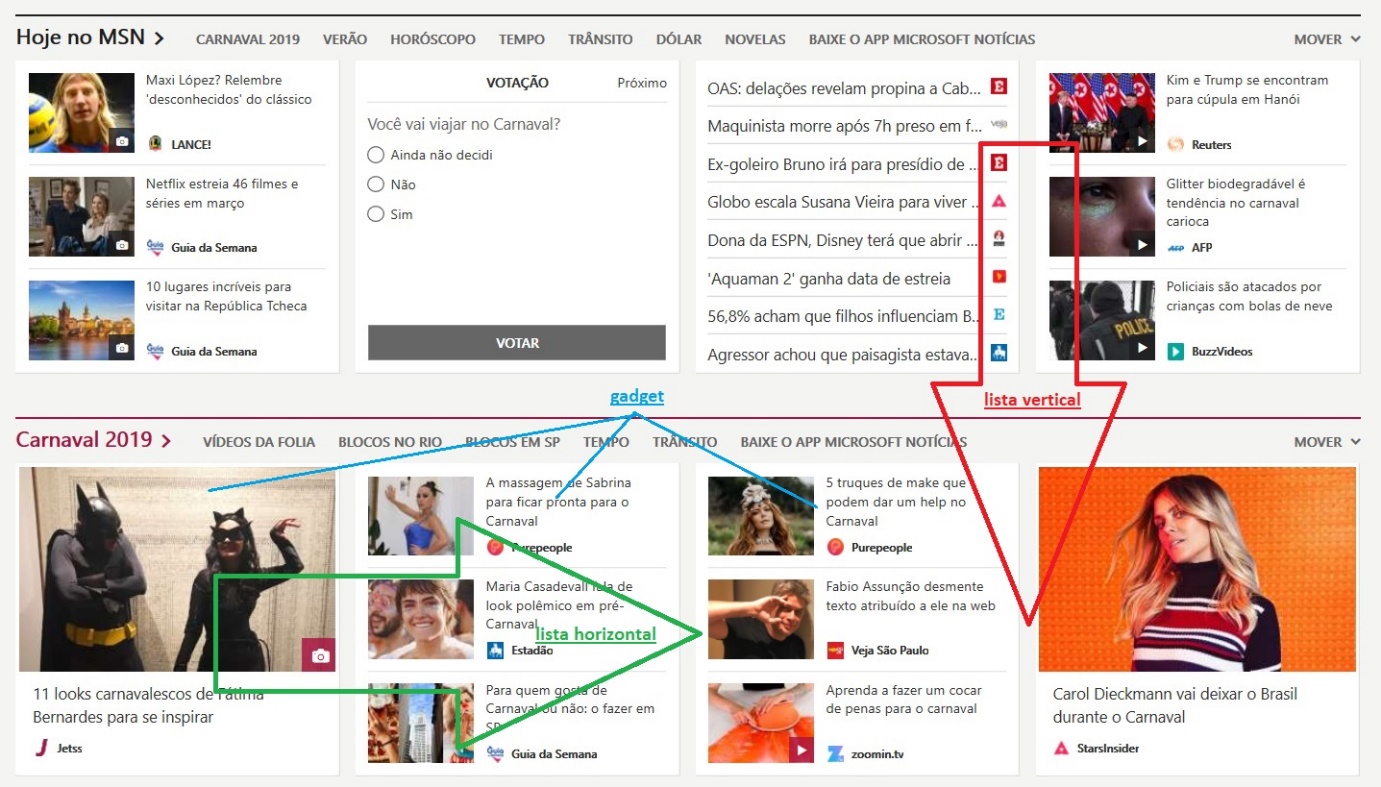 Hoje no MSN
CARNAVAL 2019 VERÃO HORÓSCOPO TEMPO TRÂNSITO DÓLAR NOVELAS BAIXE O APP MICROSOFT NOTÍCIAS
MOVER
Maxi López? Relembre
'desconhecidos' do clássico
LANCE!
Netflix estreia 46 filmes e
séries em março
Guia da Semana
10 lugares incríveis para
visitar na República Tcheca
Guia da Semana
VOTAÇÃO
Próximo
Você vai viajar no Carnaval?
Ainda não decidi
Não
Sim
VOTAR
OAS: delações revelam propina a Cab...
Maquinista morre após 7h preso em f...
veja
Ex-goleiro Bruno irá para presídio de ...
Globo escala Susana Vieira para viver ...
Dona da ESPN, Disney terá que abrir ...
'Aquaman 2' ganha data de estreia
56,8% acham que filhos influenciam B...
Agressor achou que paisagista estava...
Kim e Trump se encontram
para cúpula em Hanói
Reuters
Glitter biodegradável é
tendência no carnaval
carioca
AFP
POLICE
Policiais são atacados por
crianças com bolas de neve
BuzzVideos
gadget
lista vertical
Carnaval 2019
VÍDEOS DA FOLIA BLOCOS NO RIO BLOCOS EM SP TEMPO TRÂNSITO BAIXE O APP MICROSOFT NOTÍCIAS
MOVER
11 looks carnavalescos de Fátima
Bernardes para se inspirar
Jetss
A massagem de Sabrina
para ficar pronta para o
Carnaval
Purepeople
Maria Casadevall fala de
look polêmico em pré-
Carnaval
Estadão
lista horizontal
Para quem gosta de
Carnaval ou não: o fazer em
SP
Guia da Semana
5 truques de make que
podem dar um help no
Carnaval
Purepeople
Fabio Assunção desmente
texto atribuído a ele na web
Veja São Paulo
Aprenda a fazer um cocar
de penas para o carnaval
zoomin.tv
Carol Dieckmann vai deixar o Brasil
durante o Carnaval
StarsInsider